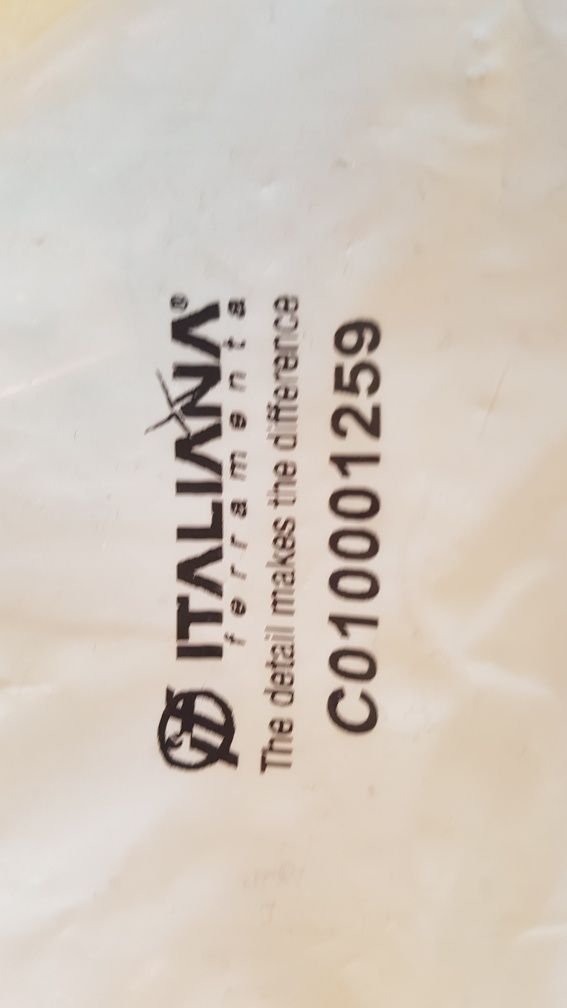 ITALIANA®
ferramenta
The detail makes the difference
C010001259